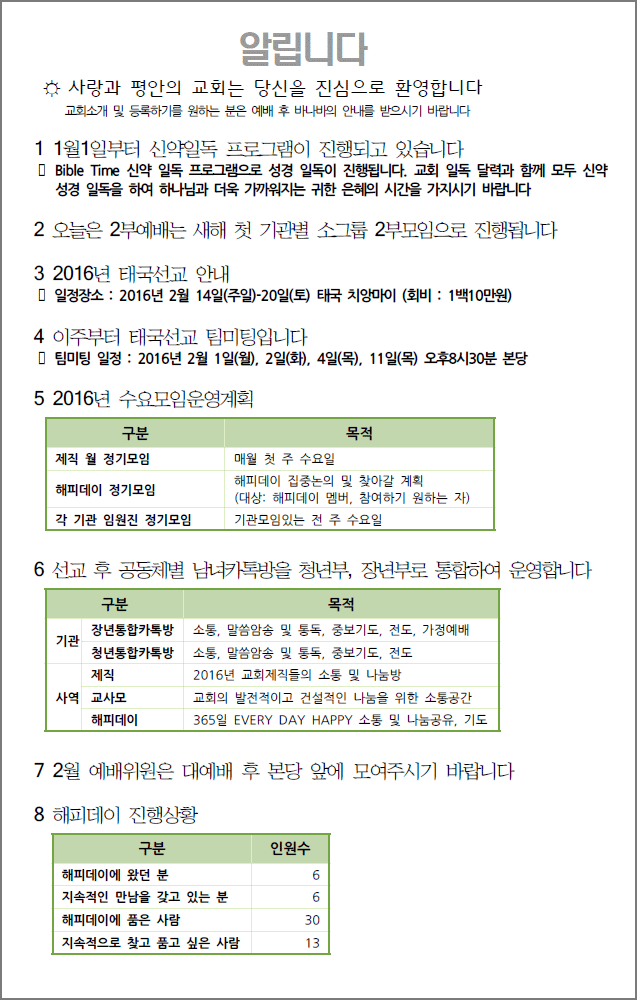 알립니다
☼ 사랑과 평안의 교회는 당신을 진심으로 환영합니다
교회소개 및 등록하기를 원하는 분은 예배 후 바나바의 안내를 받으시기 바랍니다
1 1월1일부터 신약일독 프로그램이 진행되고 있습니다
▯ Bible Time 신약 일독 프로그램으로 성경 일독이 진행됩니다. 교회 일독 달력과 함께 모두 신약
성경 일독을 하여 하나님과 더욱 가까워지는 귀한 은혜의 시간을 가지시기 바랍니다
2 오늘은 2부예배는 새해 첫 기관별 소그룹 2부모임으로 진행됩니다
3 2016년 태국선교 안내
▯ 일정장소 : 2016년 2월 14일(주일)-20일(토) 태국 치앙마이 (회비 : 1백10만원)
4 이주부터 태국선교 팀미팅입니다
▯ 팀미팅 일정 : 2016년 2월 1일(월), 2일(화), 4일(목), 11일(목) 오후8시30분 본당
5 2016년 수요모임운영계획
구분 목적
제직 월 정기모임 매월 첫 주 수요일
해피데이 정기모임 해피데이 집중논의 및 찾아갈 계획
(대상: 해피데이 멤버, 참여하기 원하는 자)
각 기관 임원진 정기모임 기관모임있는 전 주 수요일
6 선교 후 공동체별 남녀카톡방을 청년부, 장년부로 통합하여 운영합니다
구분 목적
기관 장년통합카톡방 소통, 말씀암송 및 통독, 중보기도, 전도, 가정예배
청년통합카톡방 소통, 말씀암송 및 통독, 중보기도, 전도
사역 제직 2016년 교회제직들의 소통 및 나눔방
교사모 교회의 발전적이고 건설적인 나눔을 위한 소통공간
해피데이 365일 EVERY DAY HAPPY 소통 및 나눔공유, 기도
7 2월 예배위원은 대예배 후 본당 앞에 모여주시기 바랍니다
8 해피데이 진행상황
구분 인원수
해피데이에 왔던 분 6
지속적인 만남을 갖고 있는 분 6
해피데이에 품은 사람 30
지속적으로 찾고 품고 싶은 사람 13